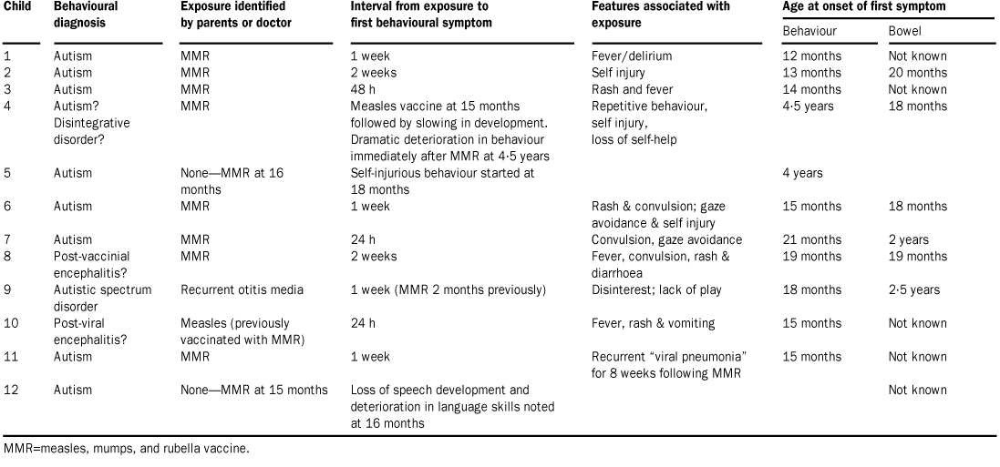 Child Behavioural diagnosis Exposure identified by parents or doctor Interval from exposure to first behavioural symptom Features associated with exposure Age at onset of first symptom
Behaviour Bowel
1 Autism MMR 1 week Fever/delirium 12 months Not known
2 Autism MMR 2 weeks Self injury 13 months 20 months
3 Autism MMR 48 h Rash and fever 14 months Not known
4 Autism? MMR Measles vaccine at 15 months Repetitive behaviour, 4·5 years 18 months
Disintegrative followed by slowing in development. self injury,
disorder? Dramatic deterioration in behaviour loss of self-help
immediately after MMR at 4·5 years
5 Autism None—MMR at 16 Self-injurious behaviour started at 4 years
months 18 months
6 Autism MMR 1 week Rash & convulsion; gaze 15 months 18 months
avoidance & self injury
7 Autism MMR 24 h Convulsion, gaze avoidance 21 months 2 years
8 Post-vaccinial MMR 2 weeks Fever, convulsion, rash & 19 months 19 months
encephalitis? diarrhoea
9 Autistic spectrum Recurrent otitis media 1 week (MMR 2 months previously) Disinterest; lack of play 18 months 2·5 years
disorder
10 Post-viral Measles (previously 24 h Fever, rash & vomiting 15 months Not known
encephalitis? vaccinated with MMR)
11 Autism MMR 1 week Recurrent “viral pneumonia” 15 months Not known
for 8 weeks following MMR
12 Autism None—MMR at 15 months Loss of speech development and Not known
deterioration in language skills noted
at 16 months
MMR=measles, mumps, and rubella vaccine.